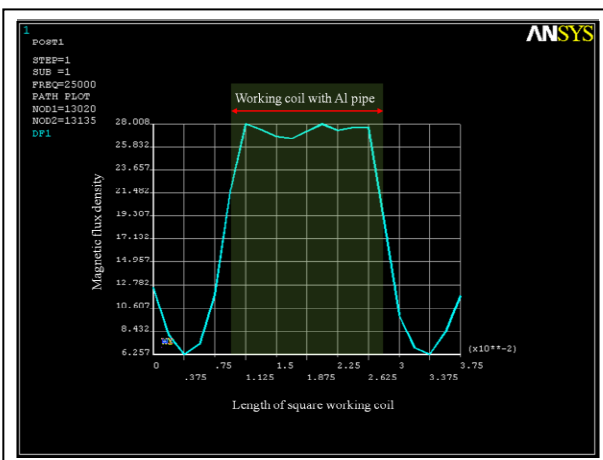 1
ANSYS
POST1
STEP=1
SUB =1
FREQ=25000
PATH PLOT
NOD1=13020
NOD2=13135
DF1
Working coil with Al pipe
28.008
25.832
23.657
21.482
19.307
17.132
14.957
12.782
10.607
8.432
6.257
Magnetic flux density
(x10**-2)
0 .75 1.5 2.25 3 3.75
.375 1.125 1.875 2.625 3.375
Length of square working coil